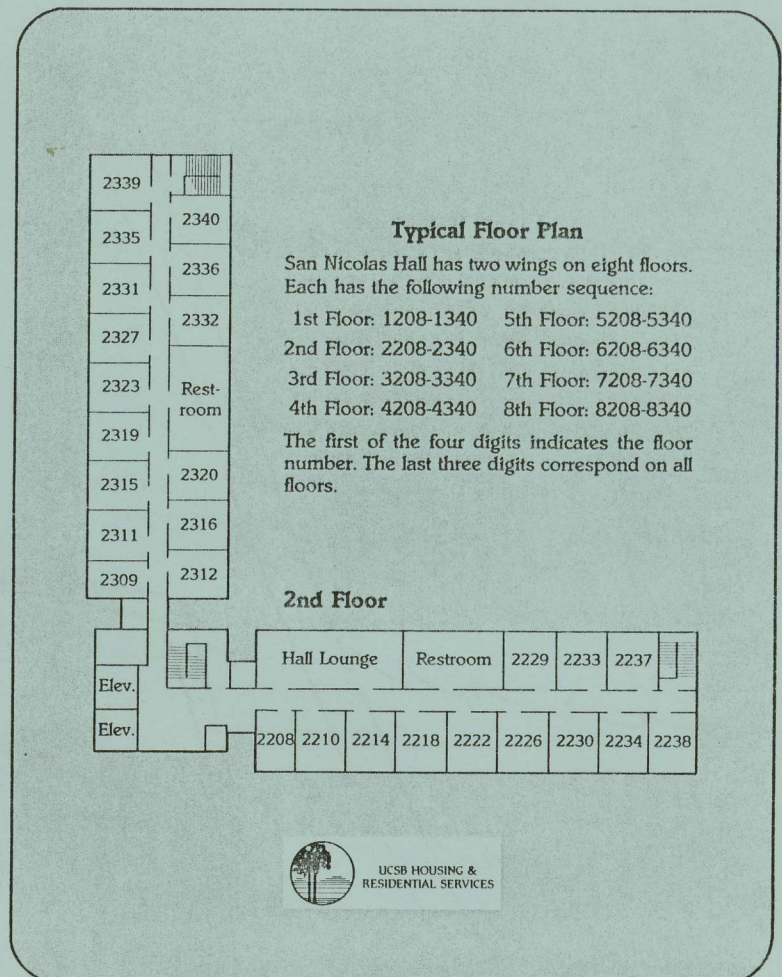 2339
2340
2335
2336
2331
2332
2327
2323
Rest-
room
2319
2320
2315
2316
2311
2312
2309
Typical Floor Plan
San Nicolas Hall has two wings on eight floors.
Each has the following number sequence:
1st Floor: 1208-1340 5th Floor: 5208-5340
2nd Floor: 2208-2340 6th Floor: 6208-6340
3rd Floor: 3208-3340 7th Floor: 7208-7340
4th Floor: 4208-4340 8th Floor: 8208-8340
The first of the four digits indicates the floor
number. The last three digits correspond on all
floors.
2nd Floor
Hall Lounge Restroom 2229 2233 2237
Elev.
Elev.
2208 2210 2214 2218 2222 2226 2230 2234 2238
UCSB HOUSING &
RESIDENTIAL SERVICES